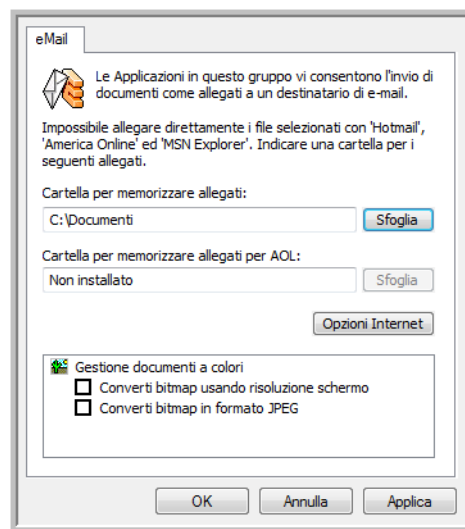 eMail
Le Applicazioni in questo gruppo vi consentono l'invio di
documenti come allegati a un destinatario di e-mail.
Impossibile allegare direttamente i file selezionati con 'Hotmail',
'America Online' ed 'MSN Explorer'. Indicare una cartella per i
seguenti allegati.
Cartella per memorizzare allegati:
C:\Documenti
Sfoglia
Cartella per memorizzare allegati per AOL:
Non installato
Sfoglia
Opzioni Internet
Gestione documenti a colori
Converti bitmap usando risoluzione schermo
Converti bitmap in formato JPEG
OK
Annulla
Applica